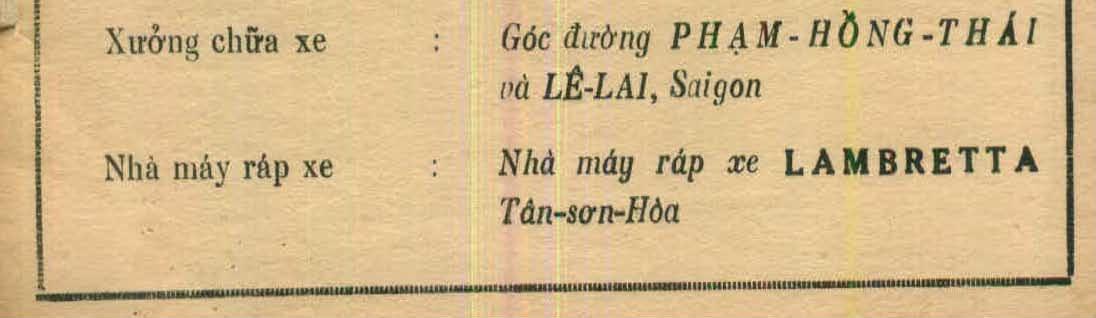 Xưởng chữa xe : Góc đường PHẠM-HỒNG-THÁI
và LÊ-LAI, Saigon
Nhà máy ráp xe : Nhà máy ráp xe LAMBRETTA
Tân-sơn-Hòa